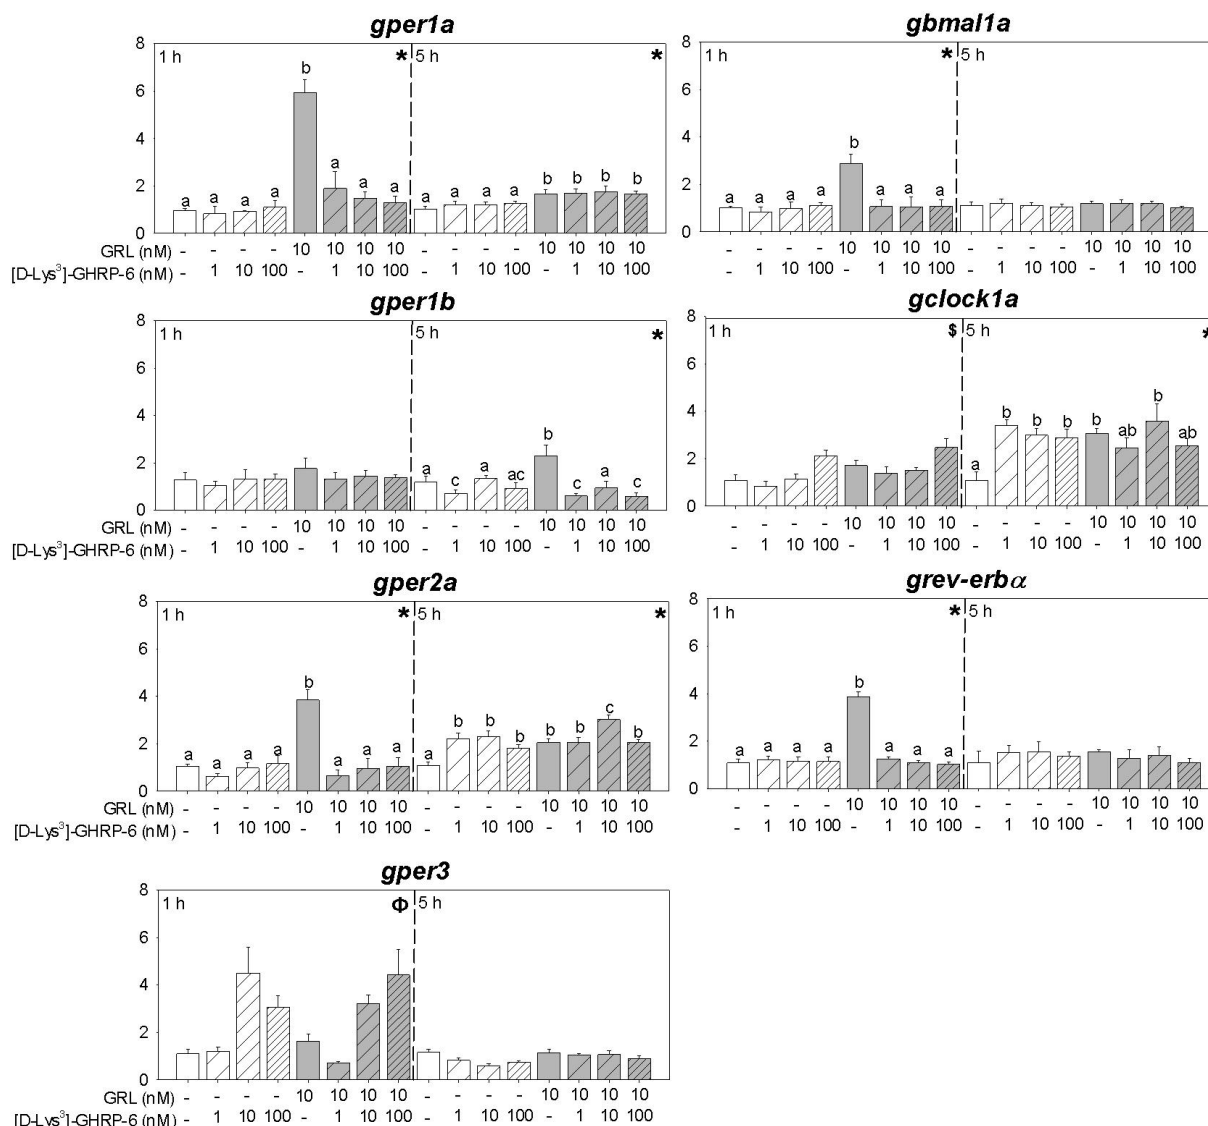 gper1a
8
6
4
2
0
1 h
*
5 h
*
a a a a b a a a a a a a b b b b
GRL (nM) - - - - 10 10 10 10 - - - - 10 10 10 10
[D-Lys³]-GHRP-6 (nM) - 1 10 100 - 1 10 100 - 1 10 100 - 1 10 100
gbmal1a
8
6
4
2
0
1 h
*
5 h
a a a a b a a a
- - - - 10 10 10 10 - - - - 10 10 10 10
- 1 10 100 - 1 10 100 - 1 10 100 - 1 10 100
gper1b
8
6
4
2
0
1 h
5 h
*
a c a ac b c a c
GRL (nM) - - - - 10 10 10 10 - - - - 10 10 10 10
[D-Lys³]-GHRP-6 (nM) - 1 10 100 - 1 10 100 - 1 10 100 - 1 10 100
gclock1a
8
6
4
2
0
1 h
$
5 h
*
a b b b b ab b ab
- - - - 10 10 10 10 - - - - 10 10 10 10
- 1 10 100 - 1 10 100 - 1 10 100 - 1 10 100
gper2a
8
6
4
2
0
1 h
*
5 h
*
a a a a b a a a a b b b b b c b
GRL (nM) - - - - 10 10 10 10 - - - - 10 10 10 10
[D-Lys³]-GHRP-6 (nM) - 1 10 100 - 1 10 100 - 1 10 100 - 1 10 100
grev-erbα
8
6
4
2
0
1 h
*
5 h
a a a a b a a a
- - - - 10 10 10 10 - - - - 10 10 10 10
- 1 10 100 - 1 10 100 - 1 10 100 - 1 10 100
gper3
8
6
4
2
0
1 h
Φ
5 h
GRL (nM) - - - - 10 10 10 10 - - - - 10 10 10 10
[D-Lys³]-GHRP-6 (nM) - 1 10 100 - 1 10 100 - 1 10 100 - 1 10 100